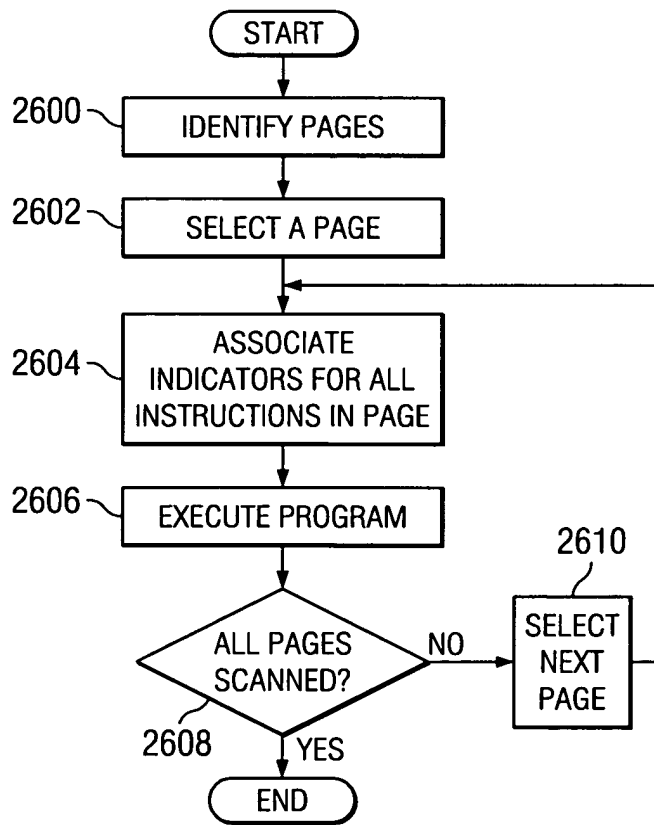 START
2600
IDENTIFY PAGES
2602
SELECT A PAGE
2604
ASSOCIATE
INDICATORS FOR ALL
INSTRUCTIONS IN PAGE
2606
EXECUTE PROGRAM
2608
ALL PAGES
SCANNED?
NO
2610
SELECT
NEXT
PAGE
YES
END